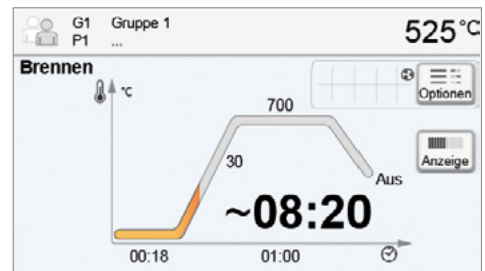 G1 Gruppe 1
P1 ...
525°C
Brennen
°C
Optionen
700
Anzeige
30
Aus
~08:20
00:18 01:00